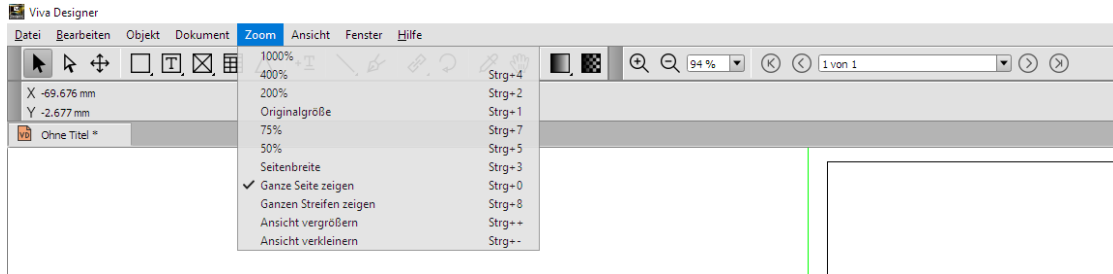 Viva Designer
Datei Bearbeiten Objekt Dokument Zoom Ansicht Fenster Hilfe
94 % 1 von 1
X -69.676 mm
Y -2.677 mm
Ohne Titel *
1000%
400% Strg+4
200% Strg+2
Originalgröße Strg+1
75% Strg+7
50% Strg+5
Seitenbreite Strg+3
Ganze Seite zeigen Strg+0
Ganzen Streifen zeigen Strg+8
Ansicht vergrößern Strg++
Ansicht verkleinern Strg+-